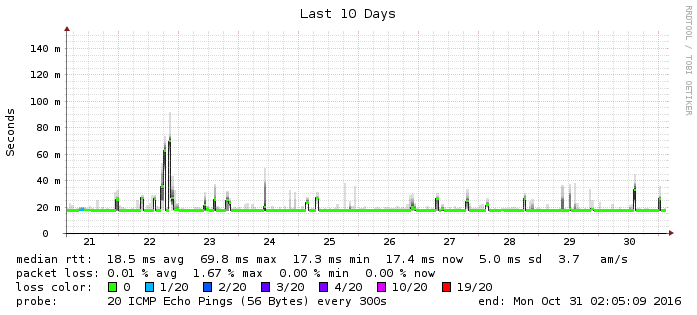 Last 10 Days
RRDTOOL / TOBI OETIKER
Seconds
140 m
120 m
100 m
80 m
60 m
40 m
20 m
0
21 22 23 24 25 26 27 28 29 30
median rtt: 18.5 ms avg 69.8 ms max 17.3 ms min 17.4 ms now 5.0 ms sd 3.7 am/s
packet loss: 0.01 % avg 1.67 % max 0.00 % min 0.00 % now
loss color: 0 1/20 2/20 3/20 4/20 10/20 19/20
probe: 20 ICMP Echo Pings (56 Bytes) every 300s end: Mon Oct 31 02:05:09 2016